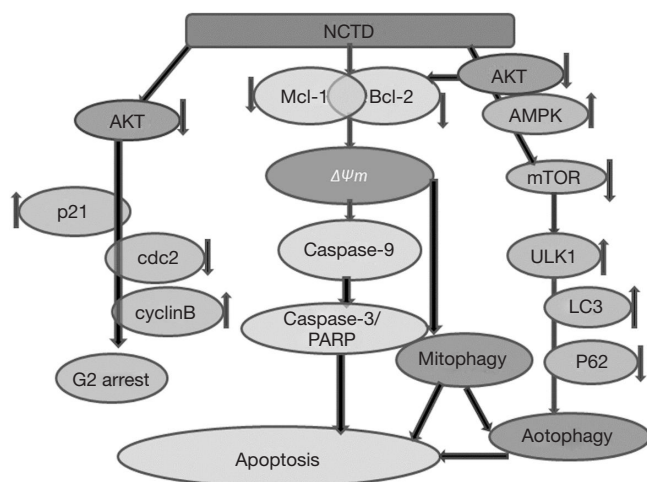 NCTD
AKT
Mcl-1
Bcl-2
AKT
AMPK
ΔΨm
mTOR
p21
cdc2
Caspase-9
ULK1
cyclinB
Caspase-3/
PARP
LC3
Mitophagy
P62
G2 arrest
Apoptosis
Aotophagy